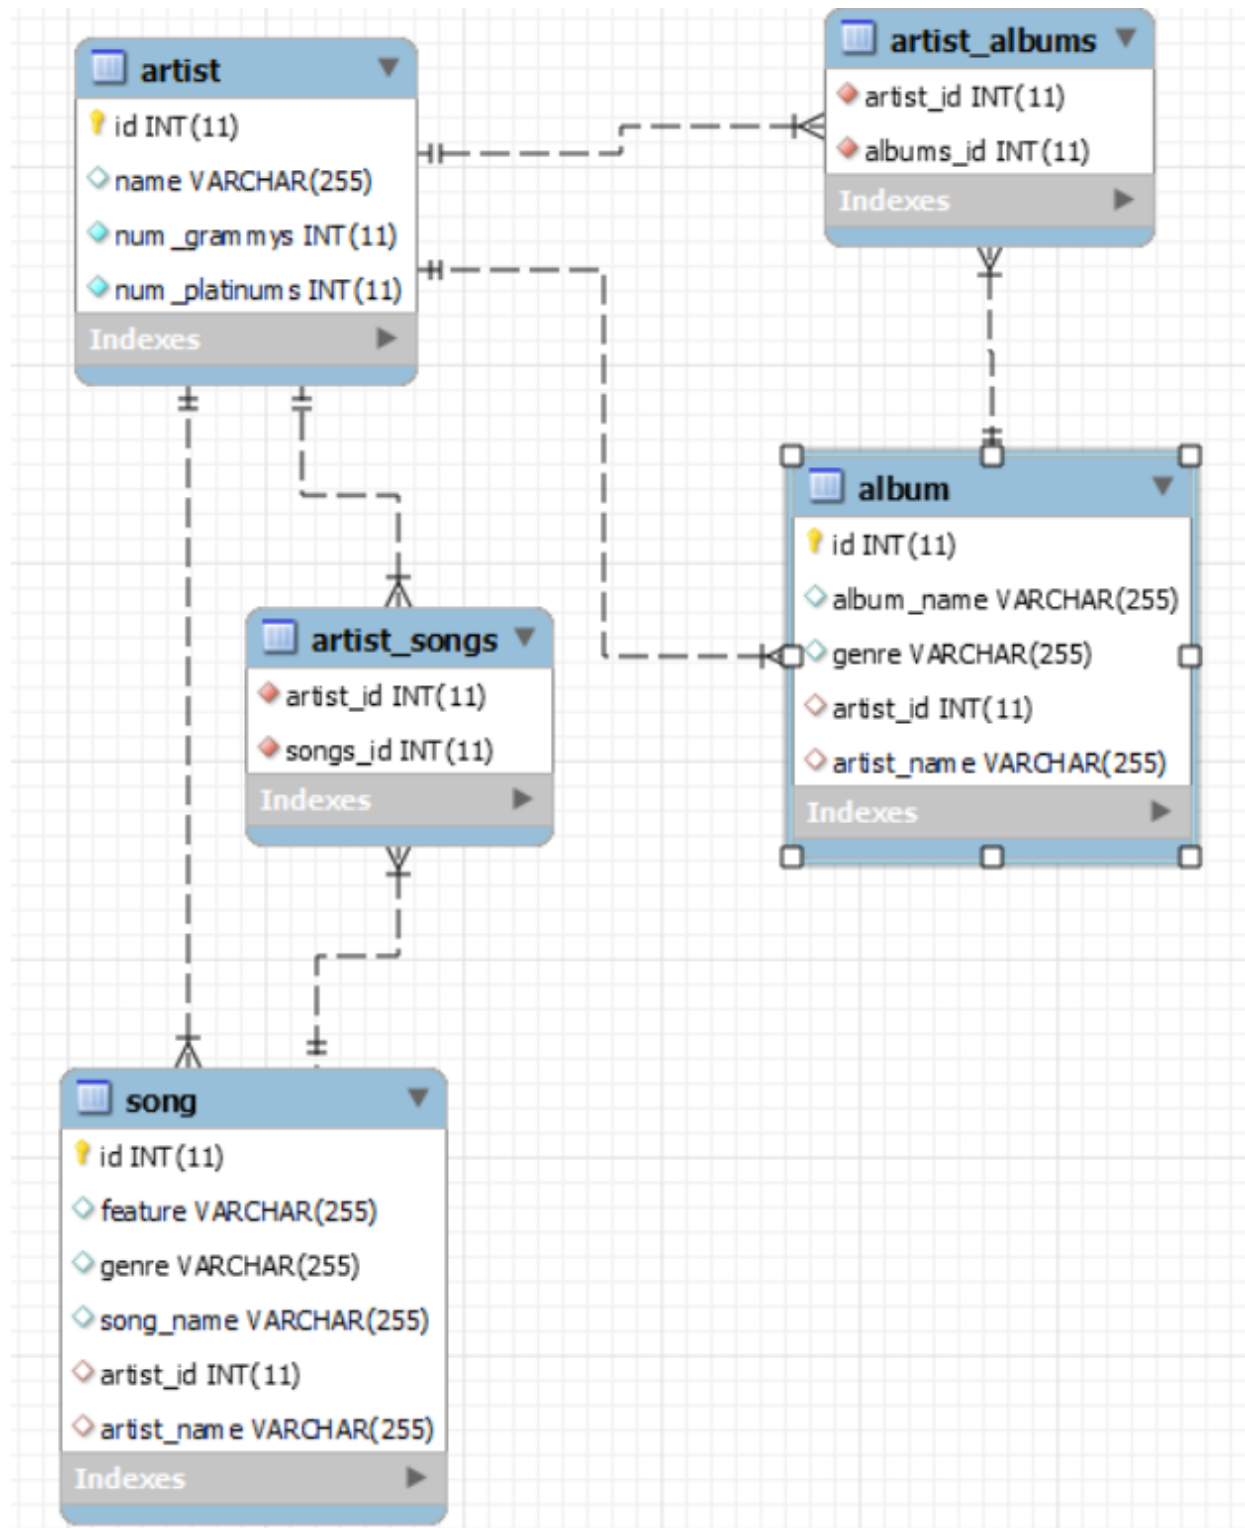 artist
id INT(11)
name VARCHAR(255)
num_grammys INT(11)
num_platinums INT(11)
Indexes
artist_albums
artist_id INT(11)
albums_id INT(11)
Indexes
album
id INT(11)
album_name VARCHAR(255)
genre VARCHAR(255)
artist_id INT(11)
artist_name VARCHAR(255)
Indexes
artist_songs
artist_id INT(11)
songs_id INT(11)
Indexes
song
id INT(11)
feature VARCHAR(255)
genre VARCHAR(255)
song_name VARCHAR(255)
artist_id INT(11)
artist_name VARCHAR(255)
Indexes